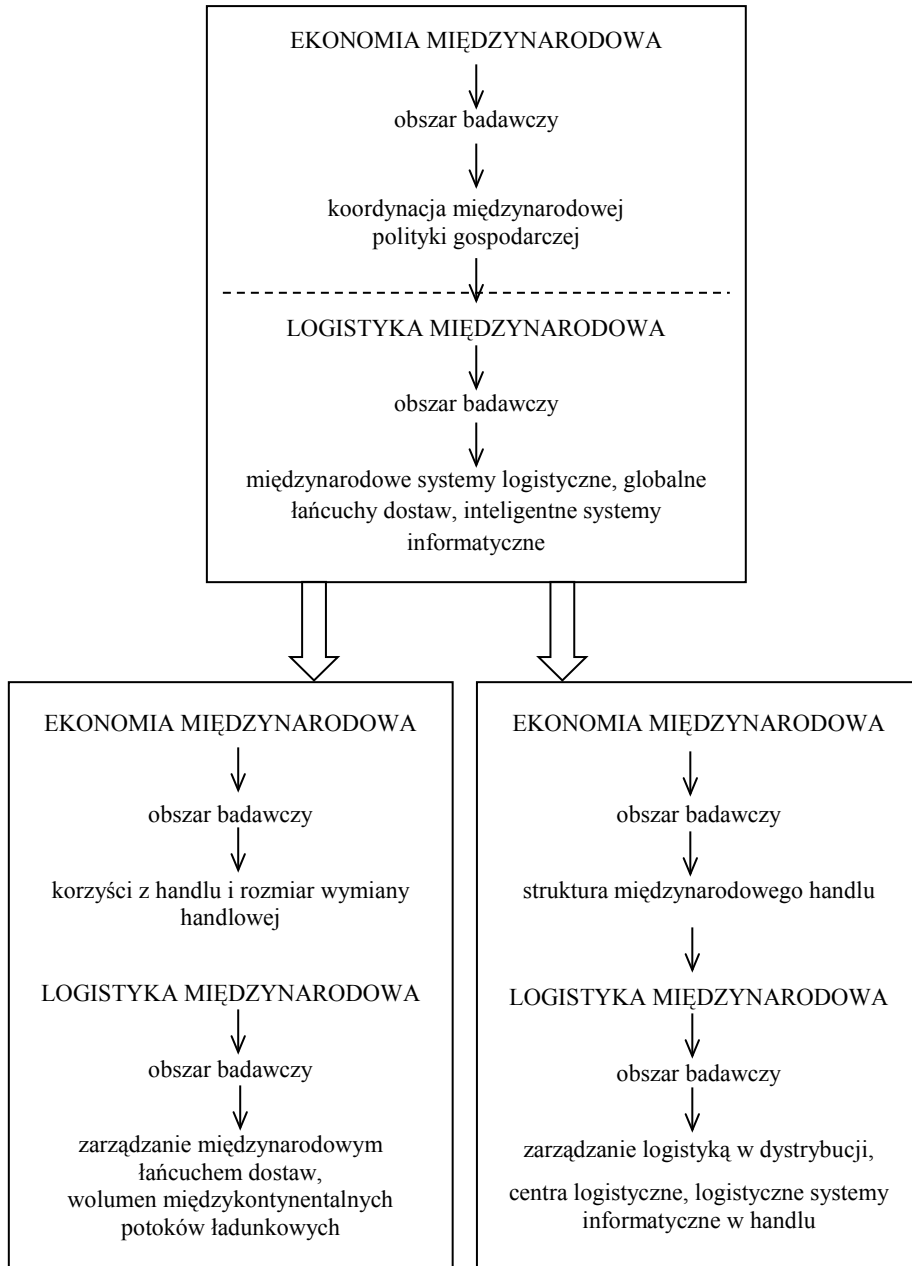 EKONOMIA MIĘDZYNARODOWA
obszar badawczy
koordynacja międzynarodowej
polityki gospodarczej
LOGISTYKA MIĘDZYNARODOWA
obszar badawczy
międzynarodowe systemy logistyczne, globalne
łańcuchy dostaw, inteligentne systemy
informatyczne
EKONOMIA MIĘDZYNARODOWA
obszar badawczy
korzyści z handlu i rozmiar wymiany
handlowej
LOGISTYKA MIĘDZYNARODOWA
obszar badawczy
zarządzanie międzynarodowym
łańcuchem dostaw,
wolumen międzykontynentalnych
potoków ładunkowych
EKONOMIA MIĘDZYNARODOWA
obszar badawczy
struktura międzynarodowego handlu
LOGISTYKA MIĘDZYNARODOWA
obszar badawczy
zarządzanie logistyką w dystrybucji,
centra logistyczne, logistyczne systemy
informatyczne w handlu